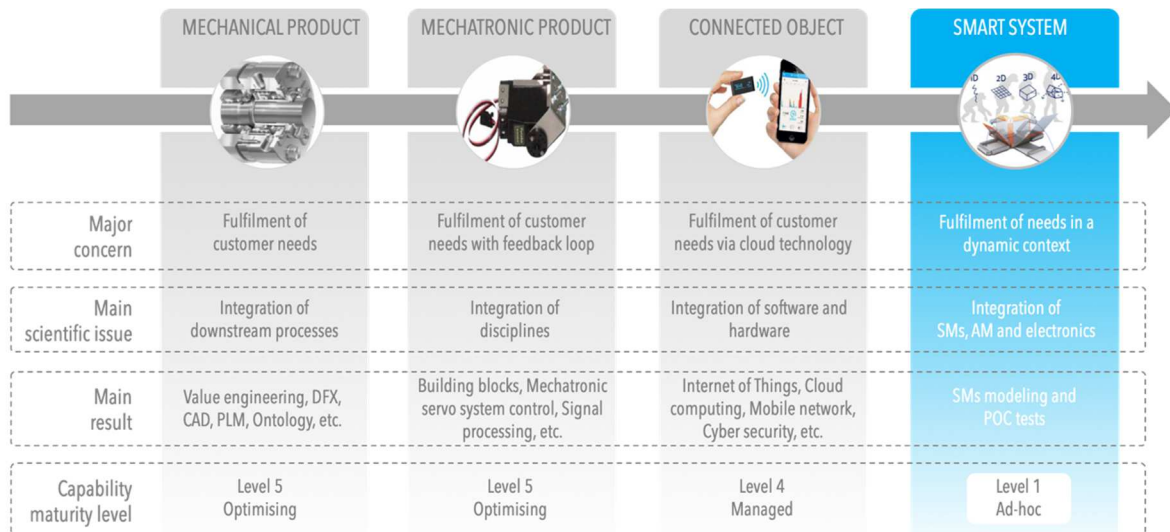 MECHANICAL PRODUCT
MECHATRONIC PRODUCT
CONNECTED OBJECT
SMART SYSTEM
2D
3D
4D
Major
concern
Fulfilment of
customer needs
Fulfilment of customer
needs with feedback loop
Fulfilment of customer
needs via cloud technology
Fulfilment of needs in a
dynamic context
Main
scientific issue
Integration of
downstream processes
Integration of
disciplines
Integration of software and
hardware
Integration of
SMs, AM and electronics
Main
result
Value engineering, DFX,
CAD, PLM, Ontology, etc.
Building blocks, Mechatronic
servo system control, Signal
processing, etc.
Internet of Things, Cloud
computing, Mobile network,
Cyber security, etc.
SMs modeling and
POC tests
Capability
maturity level
Level 5
Optimising
Level 5
Optimising
Level 4
Managed
Level 1
Ad-hoc